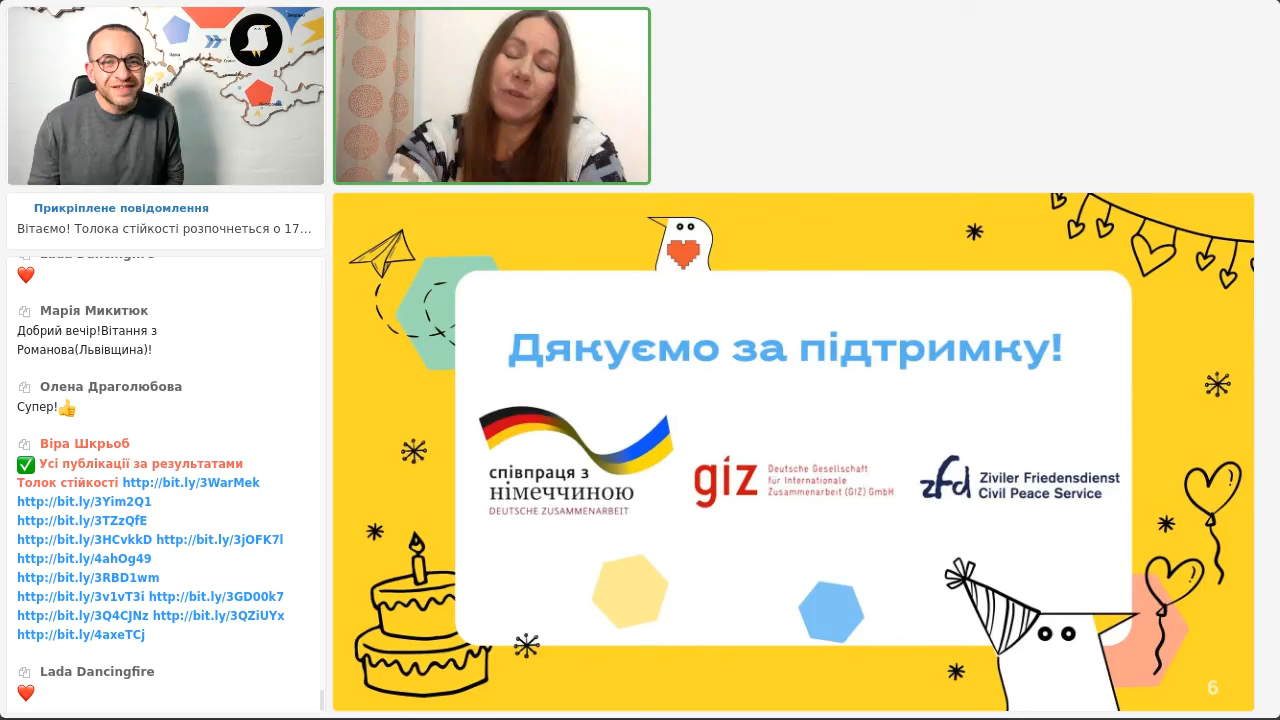 Прикріплене повідомлення
Вітаємо! Толока стійкості розпочнеться о 17...
Lada Dancingfire
Марія Микитюк
Добрий вечір!Вітання з
Романова(Львівщина)!
Олена Драголюбова
Супер!
Віра Шкрьоб
Усі публікації за результатами
Толок стійкості http://bit.ly/3WarMek
http://bit.ly/3Yim2Q1
http://bit.ly/3TZzQfE
http://bit.ly/3HCvkkD http://bit.ly/3jOFK7l
http://bit.ly/4ahOg49
http://bit.ly/3RBD1wm
http://bit.ly/3v1vT3i http://bit.ly/3GD00k7
http://bit.ly/3Q4CJNz http://bit.ly/3QZiUYx
http://bit.ly/4axeTCj
Lada Dancingfire
Дякуємо за підтримку!
співпраця з
німеччиною
DEUTSCHE ZUSAMMENARBEIT
giz
Deutsche Gesellschaft
für Internationale
Zusammenarbeit (GIZ) GmbH
zfd
Ziviler Friedensdienst
Civil Peace Service
6